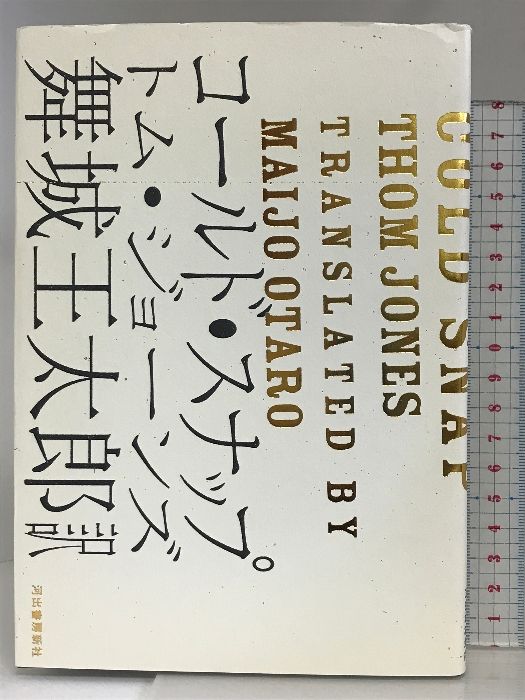 COLD SNAP
THOM JONES
TRANSLATED BY
MAIJO OTARO
コールド・スナップ
トム・ジョーンズ
舞城王太郎 訳
河出書房新社